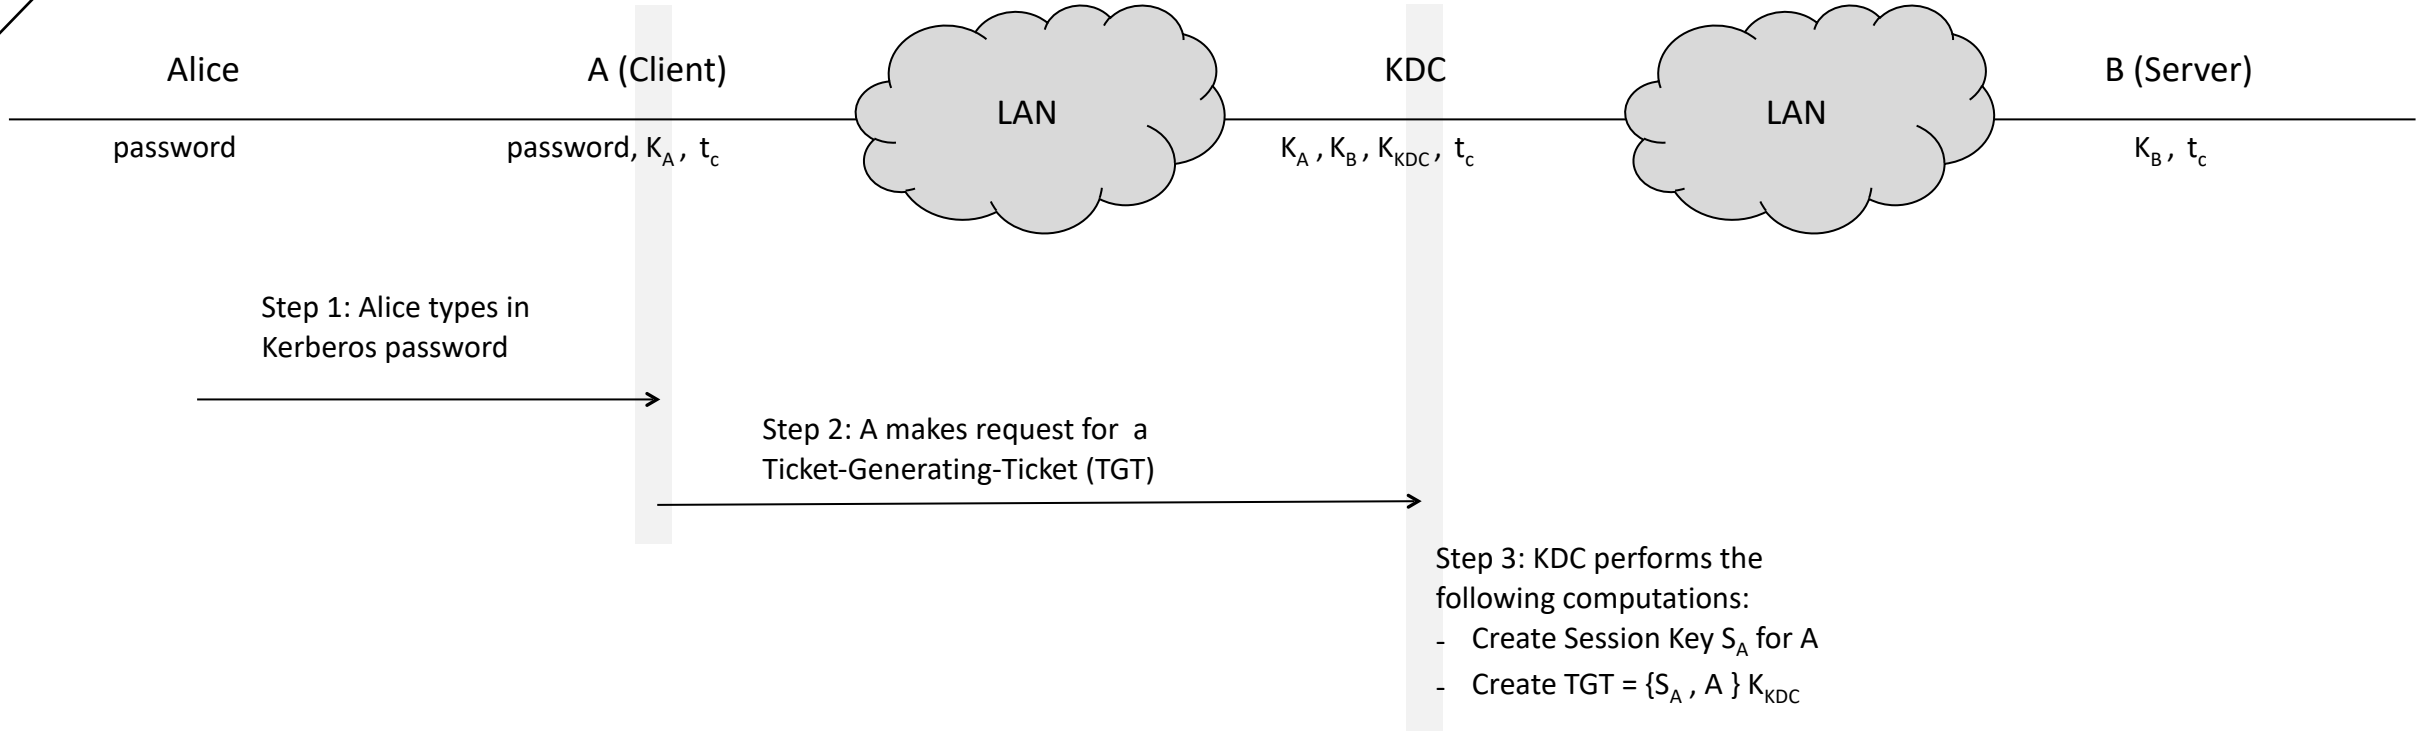 Alice
A (Client)
LAN
KDC
LAN
B (Server)
password
password, K_A , t_c
K_A , K_B , K_KDC , t_c
K_B , t_c
Step 1: Alice types in
Kerberos password
Step 2: A makes request for a
Ticket-Generating-Ticket (TGT)
Step 3: KDC performs the
following computations:
- Create Session Key S_A for A
- Create TGT = {S_A , A } K_KDC